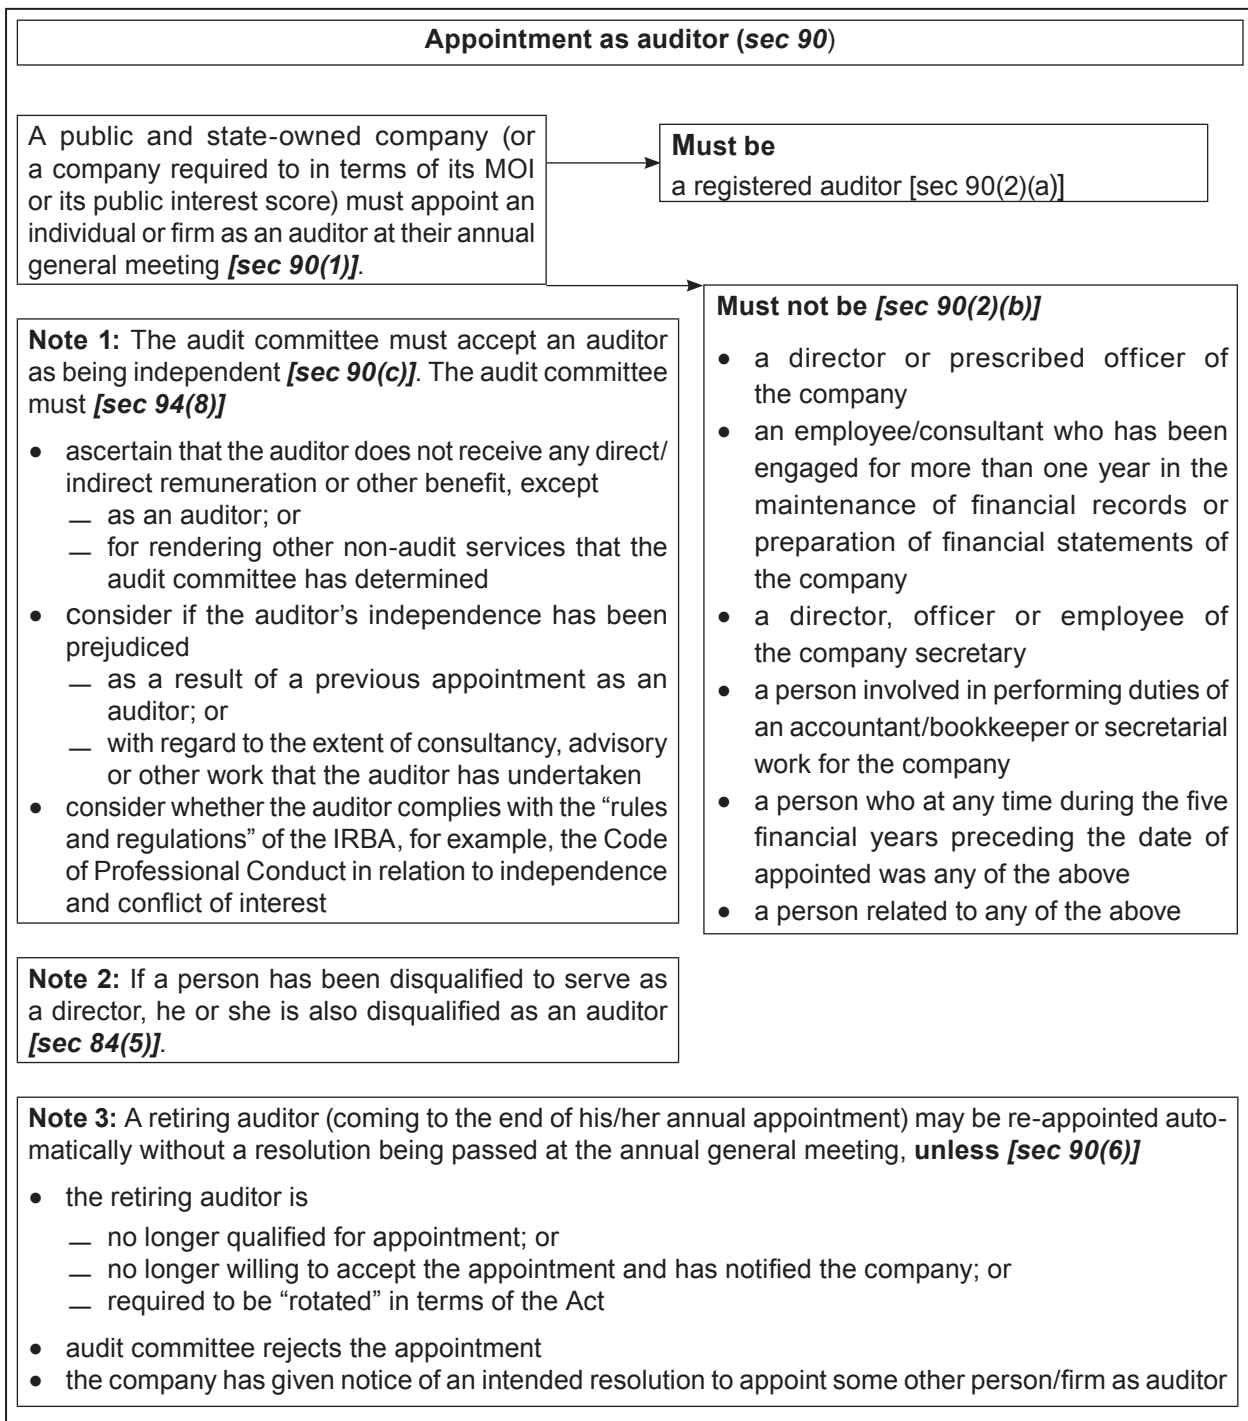 Appointment as auditor (sec 90)
A public and state-owned company (or
a company required to in terms of its MOI
or its public interest score) must appoint an
individual or firm as an auditor at their annual
general meeting [sec 90(1)].
Must be
a registered auditor [sec 90(2)(a)]
Note 1: The audit committee must accept an auditor
as being independent [sec 90(c)]. The audit committee
must [sec 94(8)]
• ascertain that the auditor does not receive any direct/
indirect remuneration or other benefit, except
— as an auditor; or
— for rendering other non-audit services that the
audit committee has determined
• consider if the auditor’s independence has been
prejudiced
— as a result of a previous appointment as an
auditor; or
— with regard to the extent of consultancy, advisory
or other work that the auditor has undertaken
• consider whether the auditor complies with the “rules
and regulations” of the IRBA, for example, the Code
of Professional Conduct in relation to independence
and conflict of interest
Must not be [sec 90(2)(b)]
• a director or prescribed officer of
the company
• an employee/consultant who has been
engaged for more than one year in the
maintenance of financial records or
preparation of financial statements of
the company
• a director, officer or employee of
the company secretary
• a person involved in performing duties of
an accountant/bookkeeper or secretarial
work for the company
• a person who at any time during the five
financial years preceding the date of
appointed was any of the above
• a person related to any of the above
Note 2: If a person has been disqualified to serve as
a director, he or she is also disqualified as an auditor
[sec 84(5)].
Note 3: A retiring auditor (coming to the end of his/her annual appointment) may be re-appointed auto-
matically without a resolution being passed at the annual general meeting, unless [sec 90(6)]
• the retiring auditor is
— no longer qualified for appointment; or
— no longer willing to accept the appointment and has notified the company; or
— required to be “rotated” in terms of the Act
• audit committee rejects the appointment
• the company has given notice of an intended resolution to appoint some other person/firm as auditor